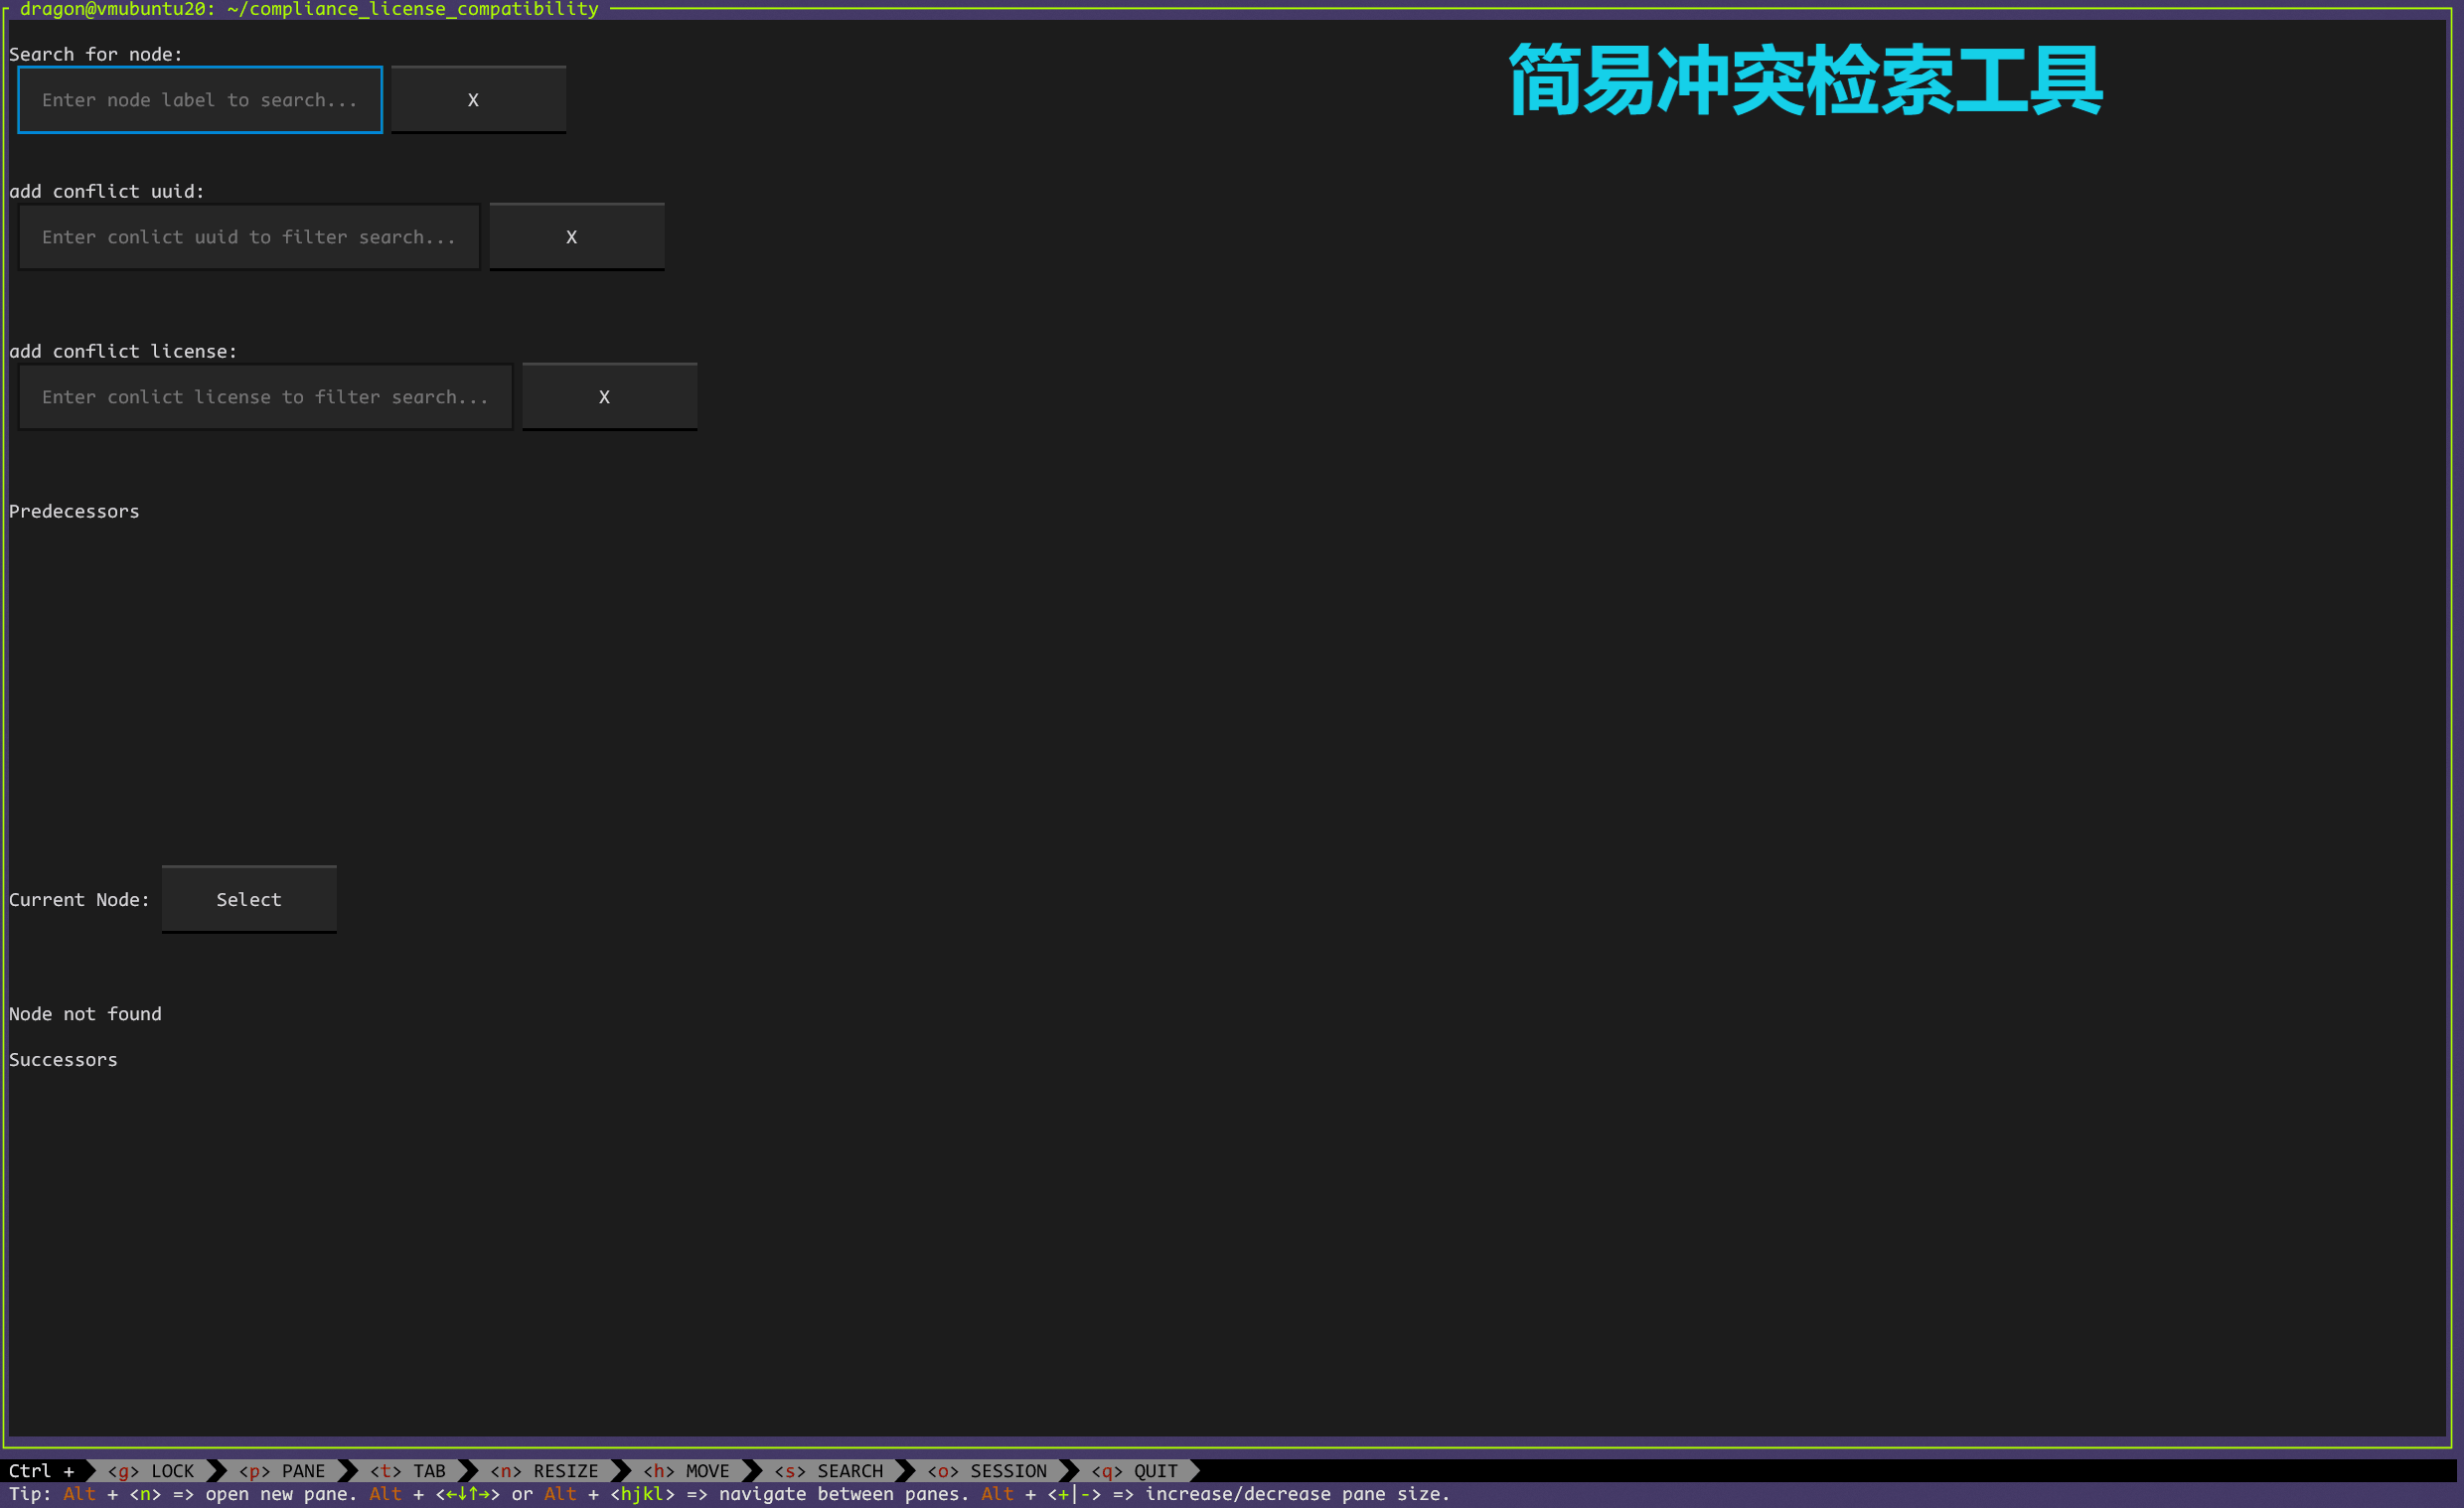 dragon@vmubuntu20: ~/compliance_license_compatibility
简易冲突检索工具
Search for node:
Enter node label to search... X
add conflict uuid:
Enter conlict uuid to filter search... X
add conflict license:
Enter conlict license to filter search... X
Predecessors
Current Node: Select
Node not found
Successors
Ctrl + <g> LOCK <p> PANE <t> TAB <n> RESIZE <h> MOVE <s> SEARCH <o> SESSION <q> QUIT
Tip: Alt + <n> => open new pane. Alt + <←↓↑→> or Alt + <hjkl> => navigate between panes. Alt + <+|-> => increase/decrease pane size.